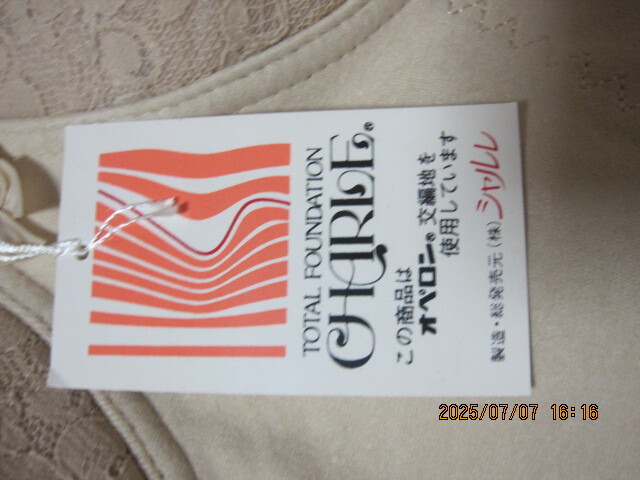 TOTAL FOUNDATION
CHARLE®
この商品は
オペロン®交編地を
使用しています
製造・総発売元(株)シャルレ
2025/07/07 16:16